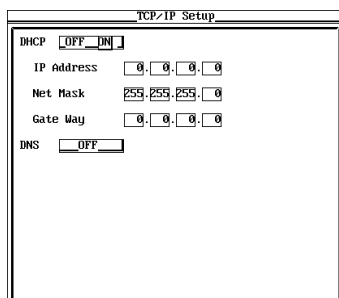 TCP/IP Setup
DHCP OFF ON
IP Address 0. 0. 0. 0
Net Mask 255.255.255. 0
Gate Way 0. 0. 0. 0
DNS OFF